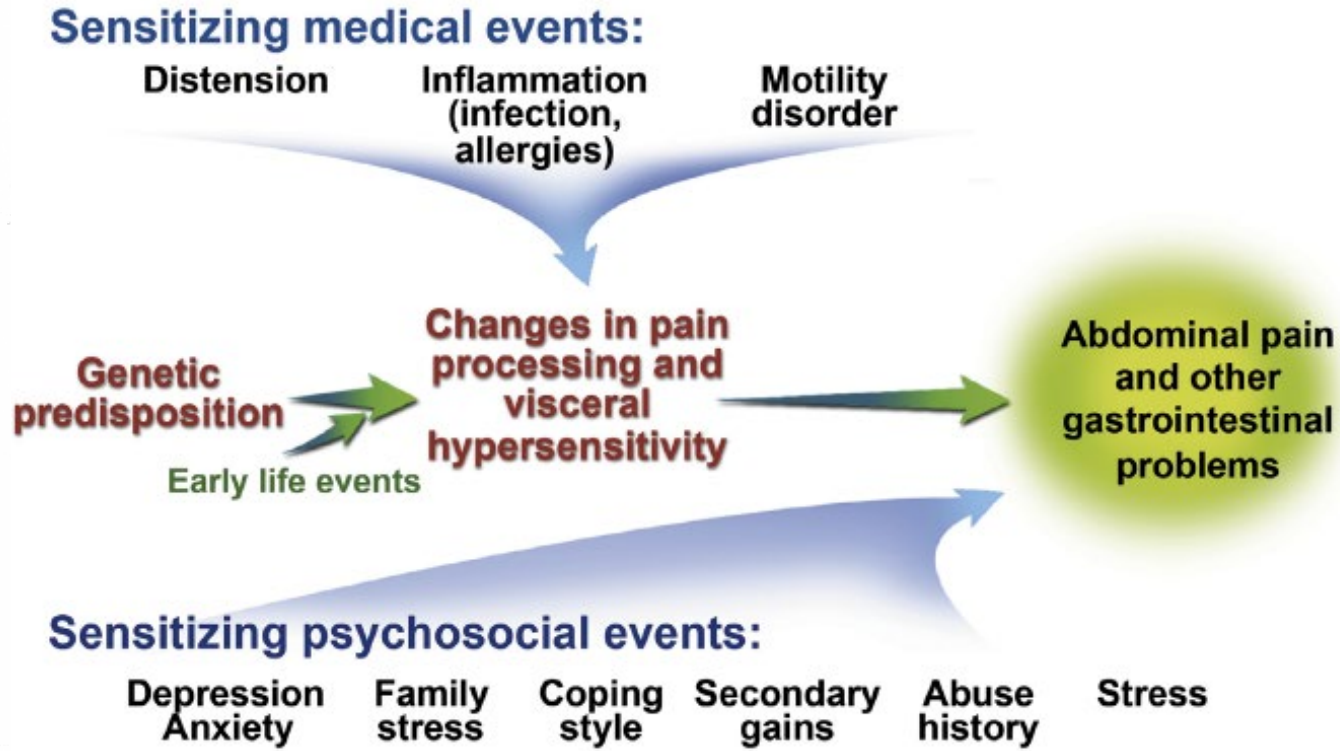 Sensitizing medical events:
Distension
Inflammation
(infection,
allergies)
Motility
disorder
Genetic
predisposition
Early life events
Changes in pain
processing and
visceral
hypersensitivity
Abdominal pain
and other
gastrointestinal
problems
Sensitizing psychosocial events:
Depression
Anxiety
Family
stress
Coping
style
Secondary
gains
Abuse
history
Stress